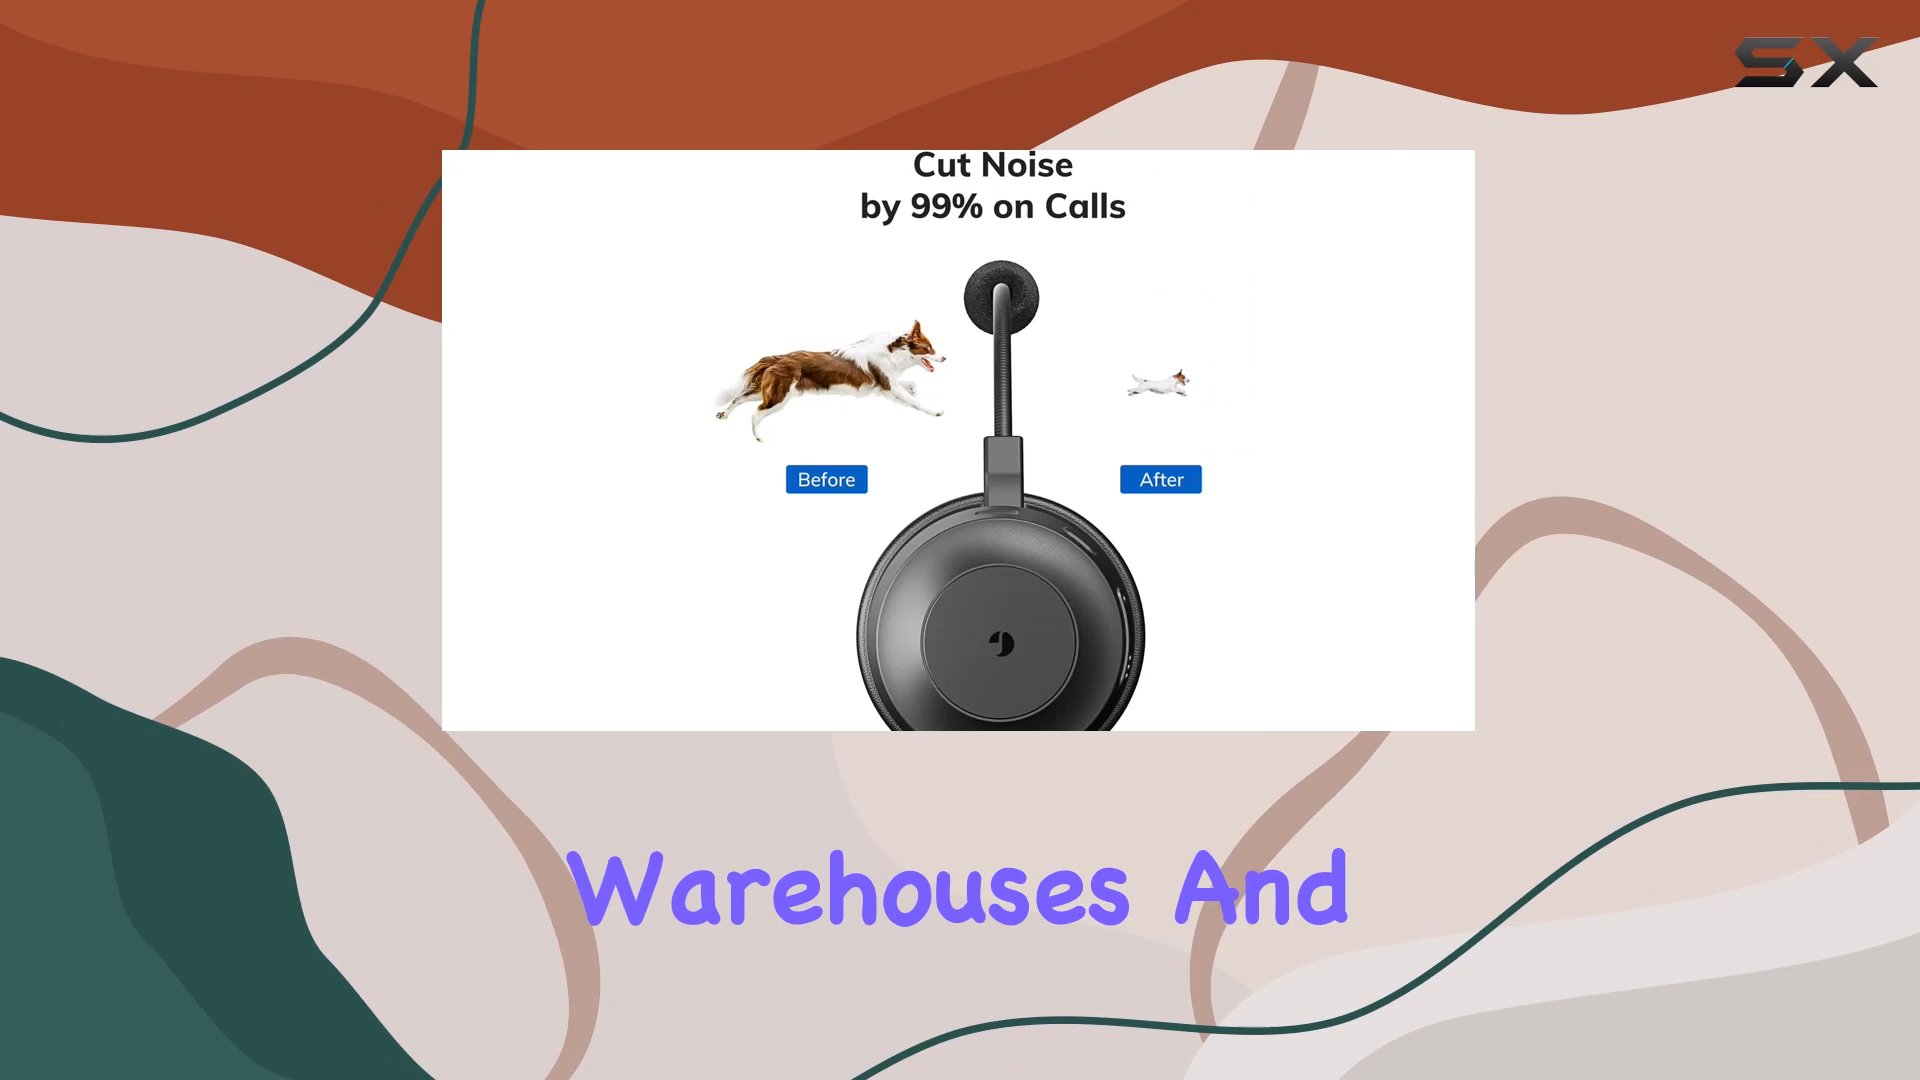 SX
Cut Noise
by 99% on Calls
Before
After
Warehouses And